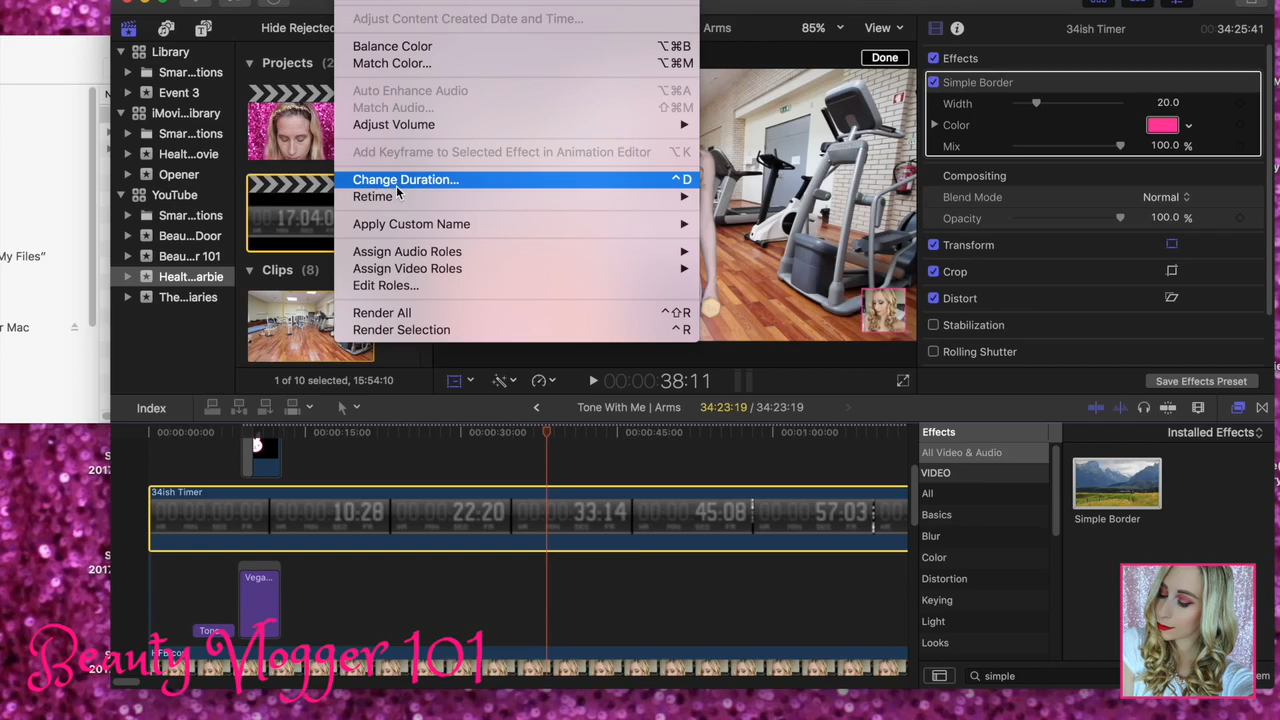 Adjust Content Created Date and Time...
Hide Rejected
Arms
85%
View
34ish Timer
34:25:41
Library
Smar...tions
Event 3
iMovi...ibrary
Smar...tions
Healt...ovie
Opener
YouTube
Smar...tions
Beau...Door
Beau...r 101
Healt...arbie
The...iaries
My Files”
r Mac
Projects (2
17.04.0
Clips (8)
1 of 10 selected, 15:54:10
Balance Color ⌥⌘B
Match Color... ⌥⌘M
Auto Enhance Audio ⌥⌘A
Match Audio... ⇧⌘M
Adjust Volume
Add Keyframe to Selected Effect in Animation Editor ⌥K
Change Duration... ^D
Retime
Apply Custom Name
Assign Audio Roles
Assign Video Roles
Edit Roles...
Render All ^⇧R
Render Selection ^R
Done
00:00:00:38:11
Effects
Simple Border
Width 20.0
Color
Mix 100.0 %
Compositing
Blend Mode Normal
Opacity 100.0 %
Transform
Crop
Distort
Stabilization
Rolling Shutter
Save Effects Preset
Index
Tone With Me | Arms
34:23:19 / 34:23:19
00:00:00:00
00:00:15:00
00:00:30:00
00:00:45:00
00:01:00:00
34ish Timer
10:28
22.20
33.14
45:08
57.03
Vega...
Tone
S
2017
S
2017
S
201
Effects
Installed Effects
All Video & Audio
VIDEO
All
Basics
Blur
Color
Distortion
Keying
Light
Looks
Simple Border
simple
em
Beauty Vlogger 101